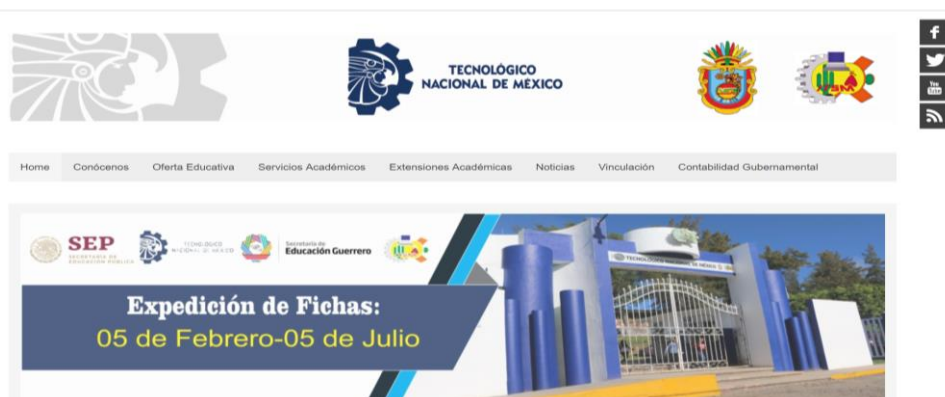 TECNOLÓGICO
NACIONAL DE MÉXICO
Home Conócenos Oferta Educativa Servicios Académicos Extensiones Académicas Noticias Vinculación Contabilidad Gubernamental
SEP
SECRETARÍA DE
EDUCACIÓN PÚBLICA
TECNOLÓGICO
NACIONAL DE MÉXICO
Secretaría de
Educación Guerrero
TECNOLÓGICO NACIONAL DE MÉXICO
Expedición de Fichas:
05 de Febrero-05 de Julio